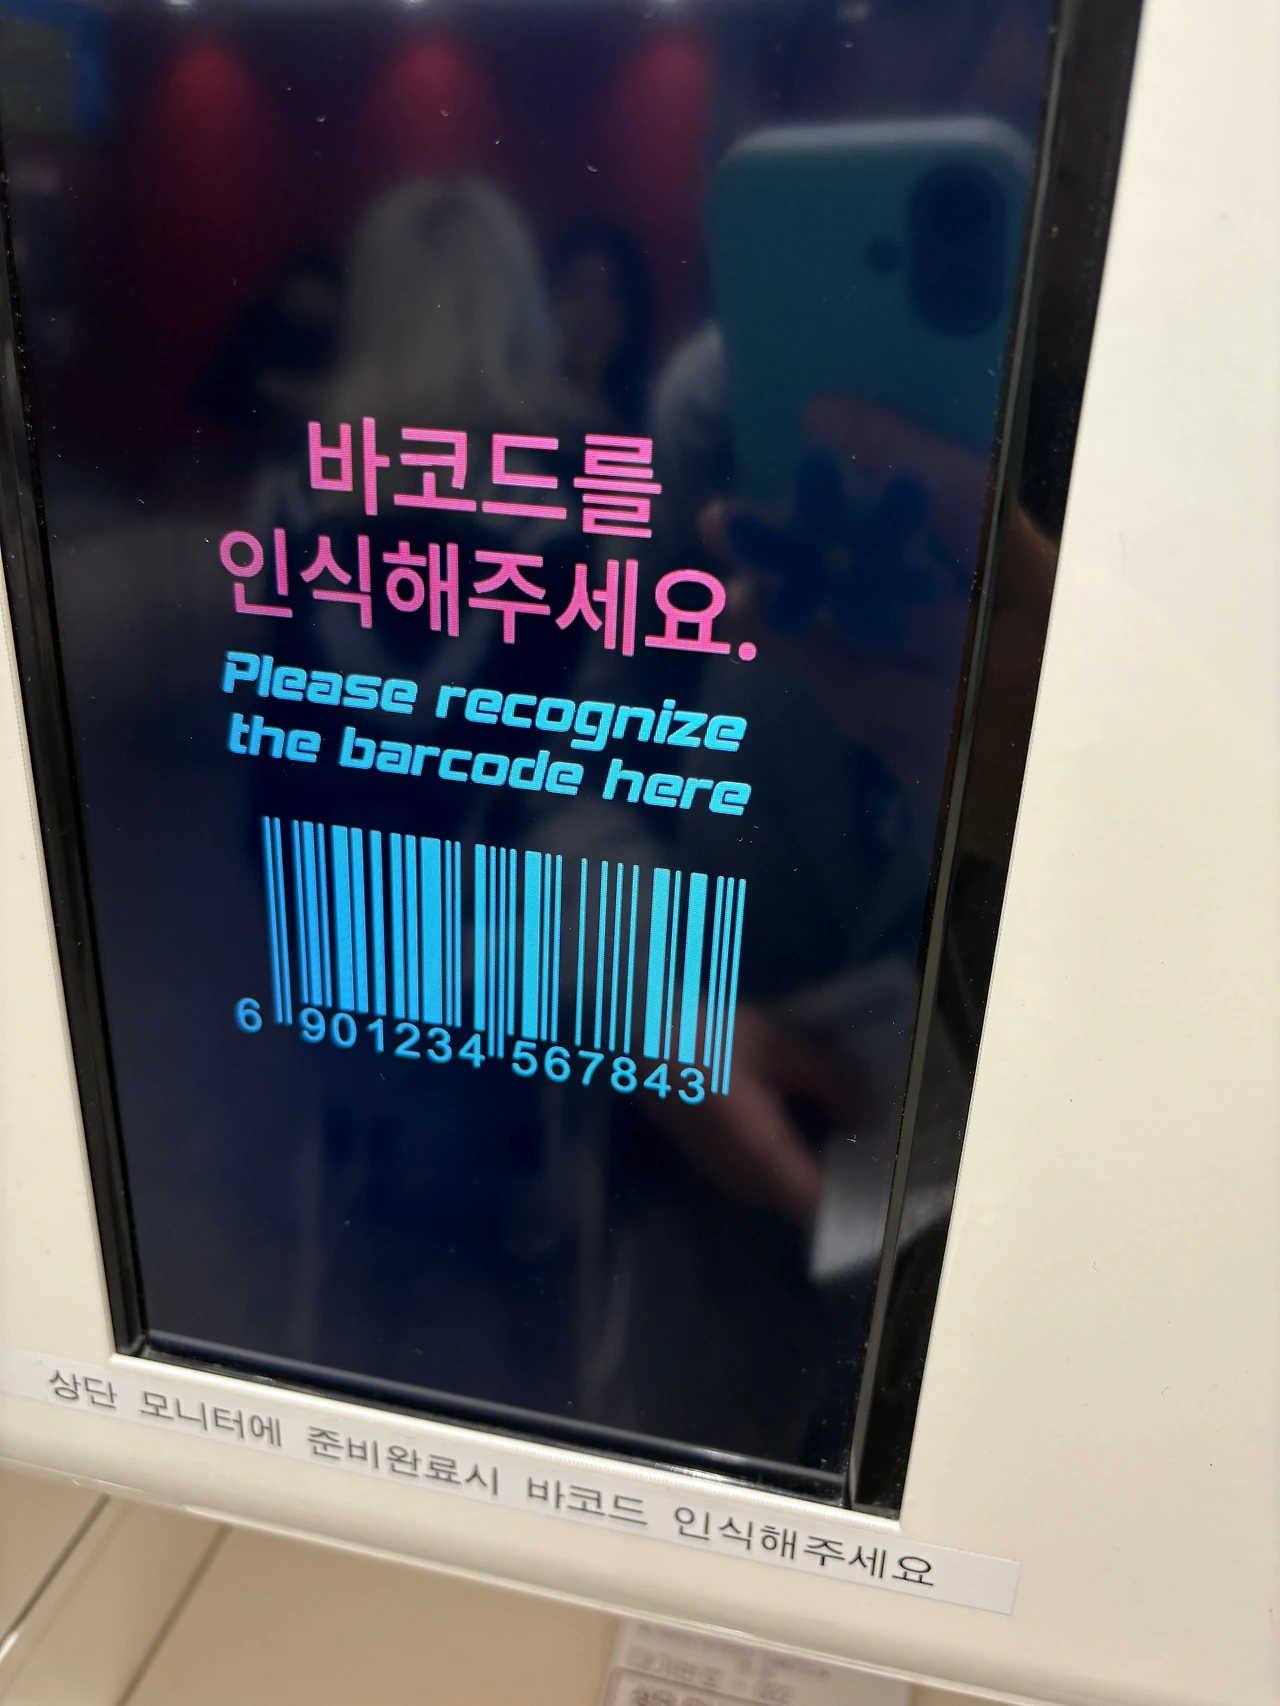 바코드를
인식해주세요.
Please recognize
the barcode here
6 901234 567843
상단 모니터에 준비완료시 바코드 인식해주세요